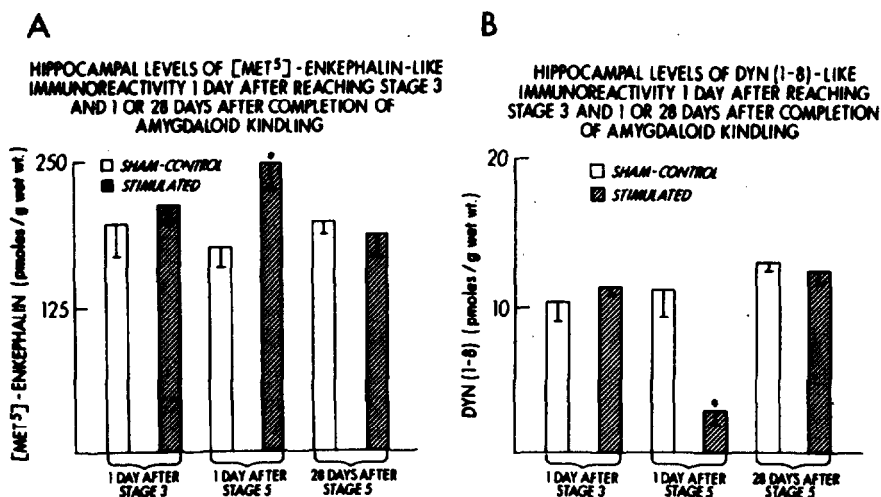 A
HIPPOCAMPAL LEVELS OF [MET⁵]-ENKEPHALIN-LIKE
IMMUNOREACTIVITY 1 DAY AFTER REACHING STAGE 3
AND 1 OR 28 DAYS AFTER COMPLETION OF
AMYGDALOID KINDLING
250
125
[MET⁵]-ENKEPHALIN (pmoles/g wet wt.)
SHAM-CONTROL
STIMULATED
*
1 DAY AFTER
STAGE 3
1 DAY AFTER
STAGE 5
28 DAYS AFTER
STAGE 5
B
HIPPOCAMPAL LEVELS OF DYN (1-8)-LIKE
IMMUNOREACTIVITY 1 DAY AFTER REACHING
STAGE 3 AND 1 OR 28 DAYS AFTER COMPLETION
OF AMYGDALOID KINDLING
20
10
DYN (1-8) (pmoles/g wet wt.)
SHAM-CONTROL
STIMULATED
*
1 DAY AFTER
STAGE 3
1 DAY AFTER
STAGE 5
28 DAYS AFTER
STAGE 5